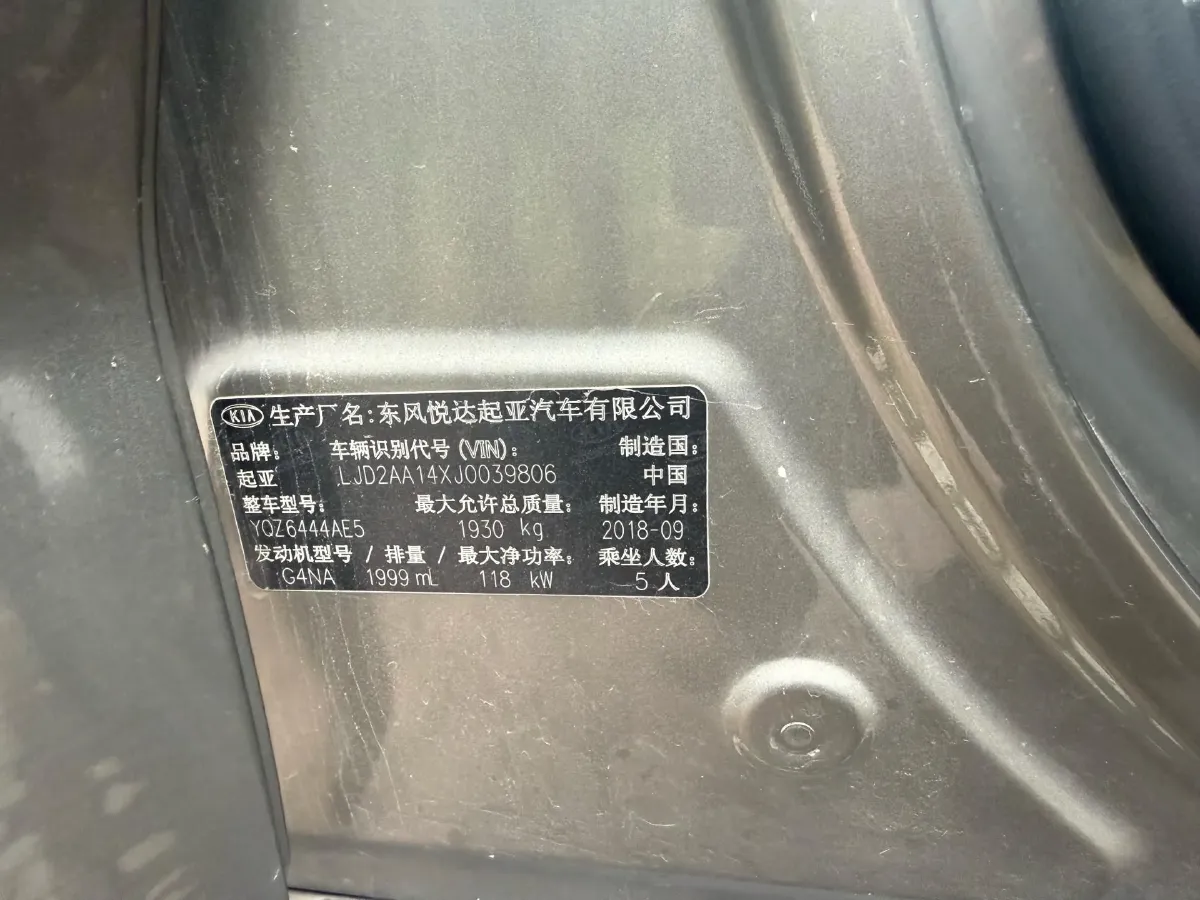 KIA 生产厂名:东风悦达起亚汽车有限公司
品牌: 车辆识别代号(VIN): 制造国:
起亚 LJD2AA14XJ0039806 中国
整车型号: 最大允许总质量: 制造年月:
YQZ6444AE5 1930 kg 2018-09
发动机型号 / 排量 / 最大净功率: 乘坐人数:
G4NA 1999 mL 118 kW 5 人